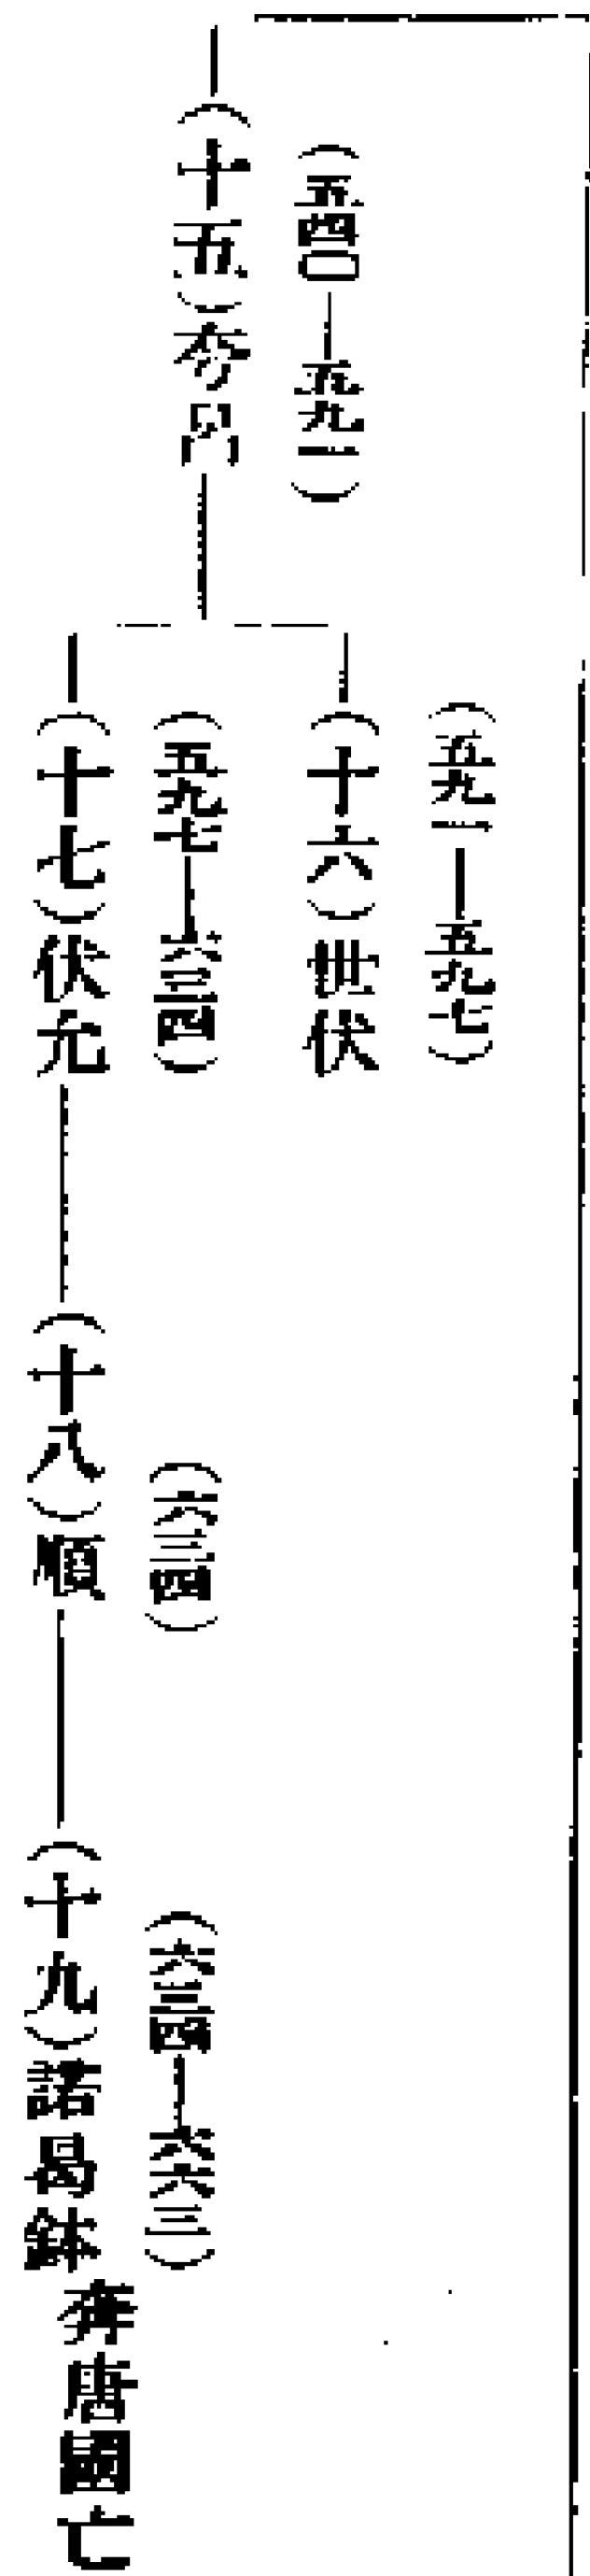 (五四〇—五九一)
(十五)夸呂
(五九一—五九七)
(十六)世伏
(五九七—六三四)
(十七)伏允
(六三四)
(十八)順
(六三四—六六三)
(十九)諾曷鉢
奔唐國亡